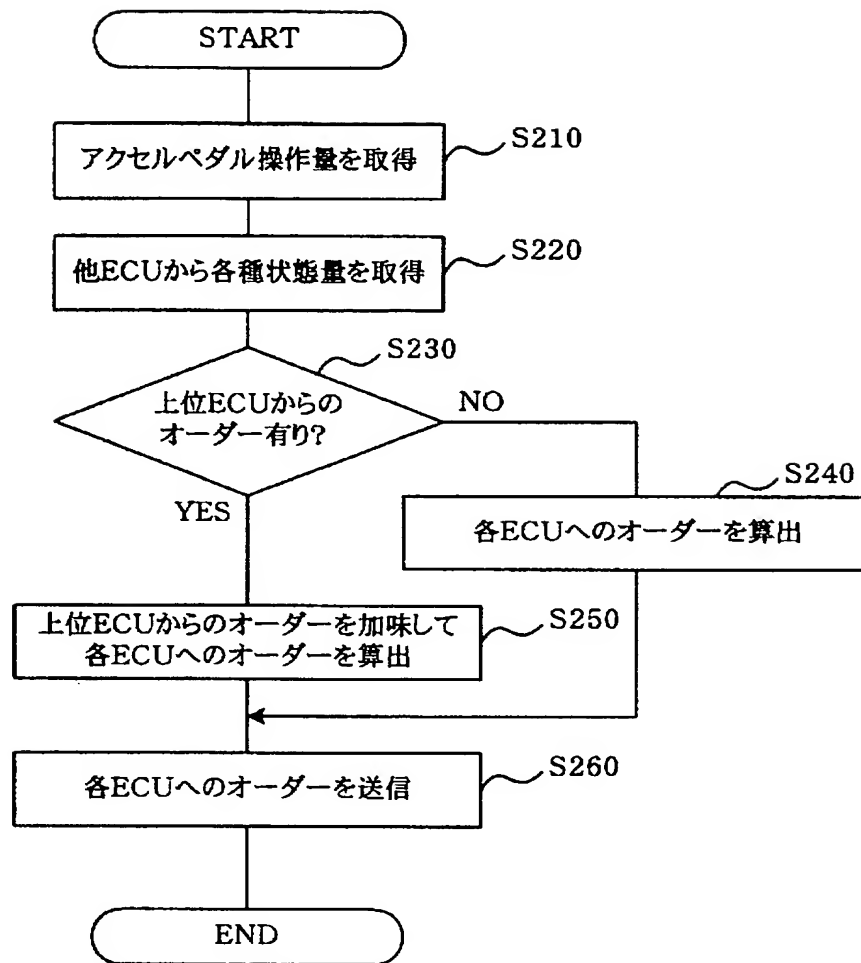 START
アクセルペダル操作量を取得
S210
他ECUから各種状態量を取得
S220
S230
上位ECUからの
オーダー有り?
NO
YES
S240
各ECUへのオーダーを算出
上位ECUからのオーダーを加味して
各ECUへのオーダーを算出
S250
各ECUへのオーダーを送信
S260
END